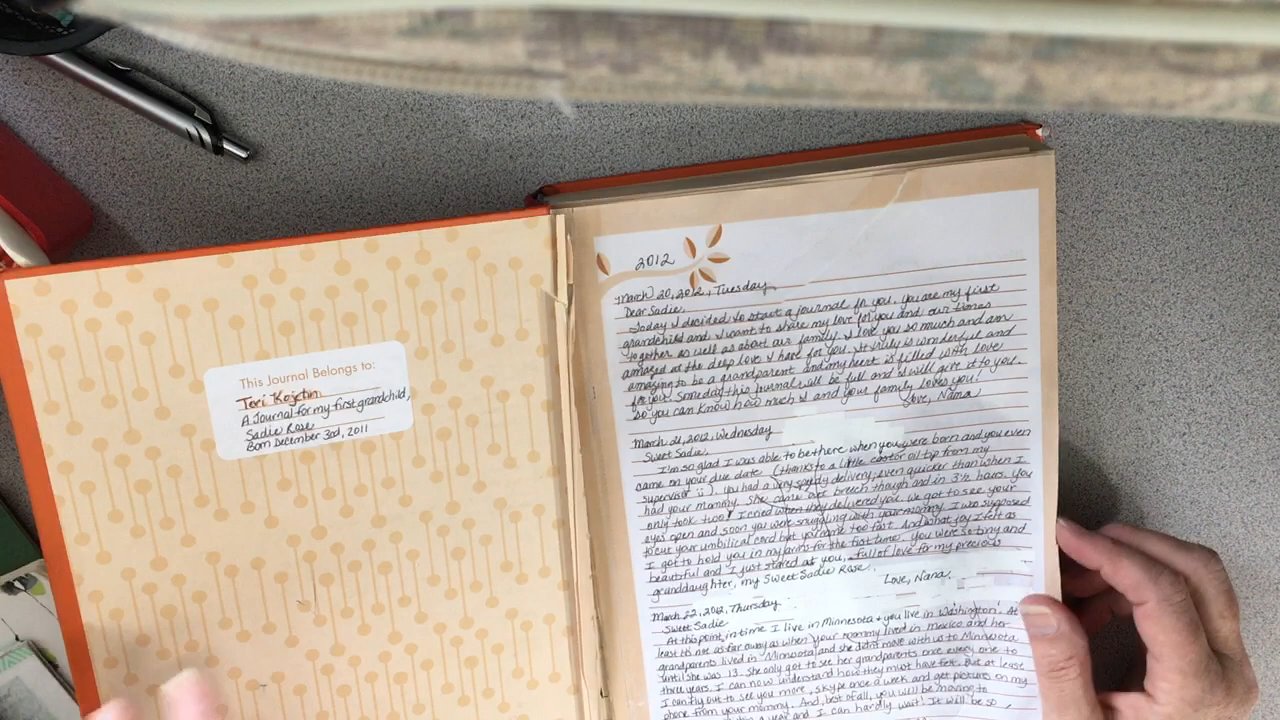 This Journal Belongs to:
Teri
A Journal for my first grandchild,
Sadie Rose
Born December 3rd, 2011
2012
March 20, 2012, Tuesday
Dear Sadie,
Today I decided to start a journal for you. You are my first
grandchild and I want to share my love for you and our times
together as well as about our family. I love you so much and am
amazed at the deep love I have for you. It truly is wonderful and
amazing to be a grandparent and my heart is filled with love
for you. Someday this journal will be full and I will give it to you
so you can know how much I and your family loves you!
Love, Nana
March 21, 2012, Wednesday
Sweet Sadie,
I'm so glad I was able to be there when you were born and you even
came on your due date (thanks to a little castor oil tip from my
supervisor ü). You had a very speedy delivery, even quicker than when I
had your mommy. She came out breech though and in 3½ hours. You
only took two! I cried when they delivered you. We got to see your
eyes open and soon you were snuggling with your mommy. I was supposed
to cut your umbilical cord but you came too fast. And what joy I felt as
I got to hold you in my arms for the first time. You were so tiny and
beautiful and I just stared at you, full of love for my precious
granddaughter, my Sweet Sadie Rose.
Love, Nana
March 22, 2012, Thursday
Sweet Sadie
At this point in time I live in Minnesota + you live in Washington. At
least it's not as far away as when your mommy lived in Mexico and her
grandparents lived in Minnesota and she didn't move with us to Minnesota
until she was 13. She only got to see her grandparents once every one to
three years. I can now understand how they must have felt. But at least
I can fly out to see you more, skype once a week and get pictures on my
phone from your mommy. And, best of all, you will be moving to
in a year and I can hardly wait. It will be so